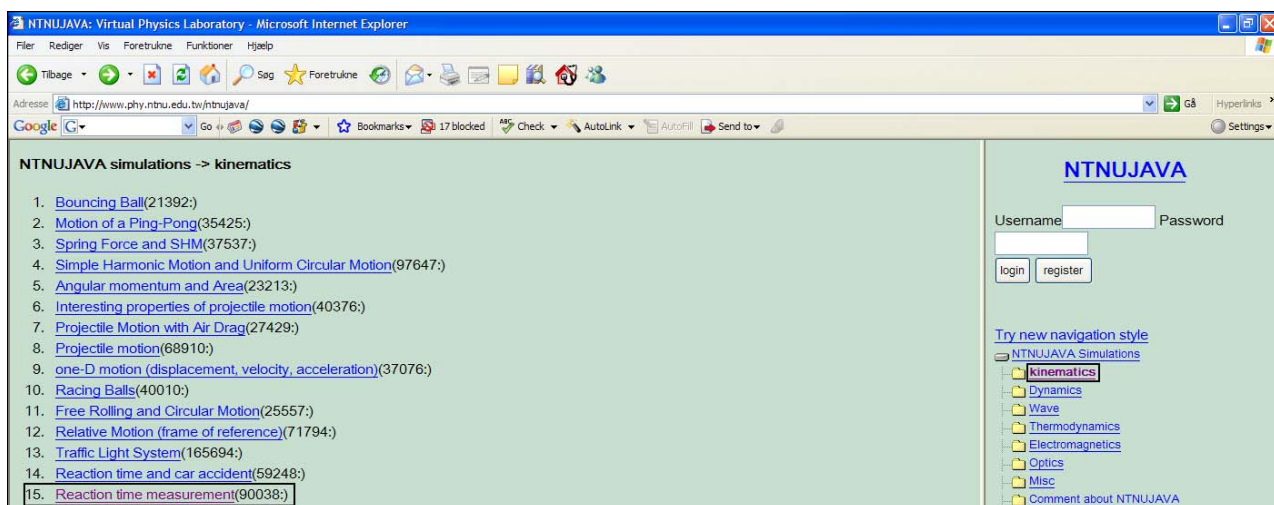 NTNUJAVA: Virtual Physics Laboratory - Microsoft Internet Explorer
Filer Rediger Vis Foretrukne Funktioner Hjælp
Tilbage Søg Foretrukne
Adresse http://www.phy.ntnu.edu.tw/ntnujava/ Gå Hyperlinks »
Google G Go Bookmarks 17 blocked ABC Check AutoLink AutoFill Send to Settings
NTNUJAVA simulations -> kinematics
1. Bouncing Ball(21392:)
2. Motion of a Ping-Pong(35425:)
3. Spring Force and SHM(37537:)
4. Simple Harmonic Motion and Uniform Circular Motion(97647:)
5. Angular momentum and Area(23213:)
6. Interesting properties of projectile motion(40376:)
7. Projectile Motion with Air Drag(27429:)
8. Projectile motion(68910:)
9. one-D motion (displacement, velocity, acceleration)(37076:)
10. Racing Balls(40010:)
11. Free Rolling and Circular Motion(25557:)
12. Relative Motion (frame of reference)(71794:)
13. Traffic Light System(165694:)
14. Reaction time and car accident(59248:)
15. Reaction time measurement(90038:)
NTNUJAVA
Username Password
login register
Try new navigation style
NTNUJAVA Simulations
kinematics
Dynamics
Wave
Thermodynamics
Electromagnetics
Optics
Misc
Comment about NTNUJAVA